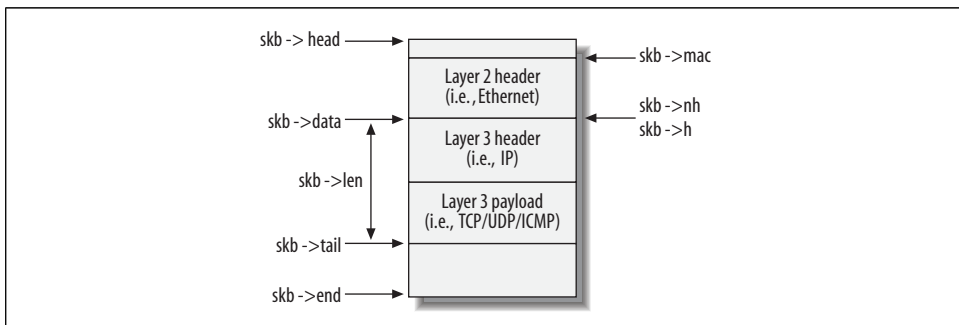 skb -> head
skb ->mac
Layer 2 header
(i.e., Ethernet)
skb ->data
skb ->nh
skb ->h
Layer 3 header
(i.e., IP)
skb ->len
Layer 3 payload
(i.e., TCP/UDP/ICMP)
skb ->tail
skb ->end